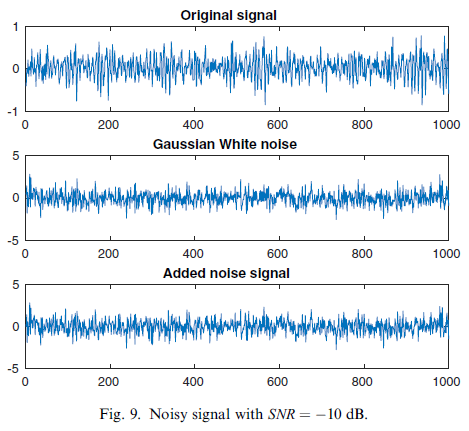 Original signal
1
0
-1
0 200 400 600 800 1000
Gaussian White noise
5
0
-5
0 200 400 600 800 1000
Added noise signal
5
0
-5
0 200 400 600 800 1000
Fig. 9. Noisy signal with SNR = −10 dB.